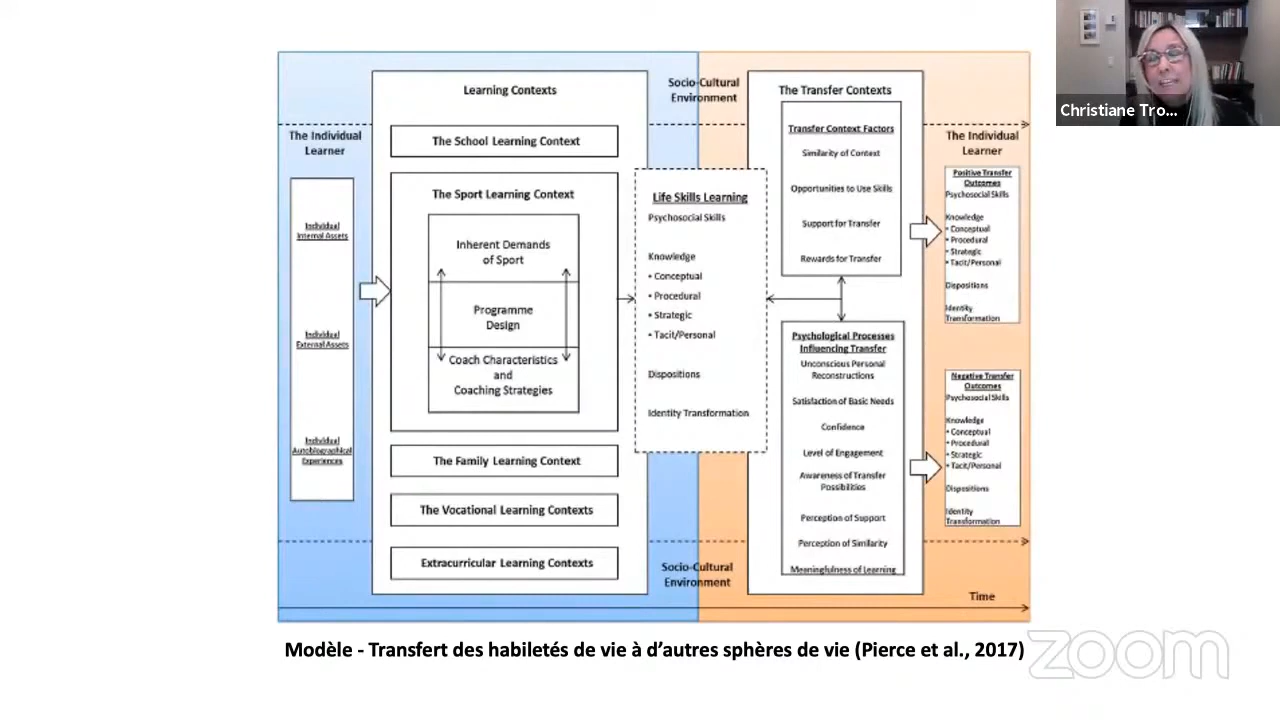 Christiane Tro...
Learning Contexts
Socio-Cultural
Environment
The Transfer Contexts
The Individual
Learner
Individual
Internal Assets
Individual
External Assets
Individual
Autobiographical
Experiences
The School Learning Context
The Sport Learning Context
Inherent Demands
of Sport
Programme
Design
Coach Characteristics
and
Coaching Strategies
The Family Learning Context
The Vocational Learning Contexts
Extracurricular Learning Contexts
Life Skills Learning
Psychosocial Skills
Knowledge
• Conceptual
• Procedural
• Strategic
• Tacit/Personal
Dispositions
Identity Transformation
Transfer Context Factors
Similarity of Context
Opportunities to Use Skills
Support for Transfer
Rewards for Transfer
Psychological Processes
Influencing Transfer
Unconscious Personal
Reconstructions
Satisfaction of Basic Needs
Confidence
Level of Engagement
Awareness of Transfer
Possibilities
Perception of Support
Perception of Similarity
Meaningfulness of Learning
The Individual
Learner
Positive Transfer
Outcomes
Psychosocial Skills
Knowledge
• Conceptual
• Procedural
• Strategic
• Tacit/Personal
Dispositions
Identity
Transformation
Negative Transfer
Outcomes
Psychosocial Skills
Knowledge
• Conceptual
• Procedural
• Strategic
• Tacit/Personal
Dispositions
Identity
Transformation
Socio-Cultural
Environment
Time
Modèle - Transfert des habiletés de vie à d'autres sphères de vie (Pierce et al., 2017)
zoom